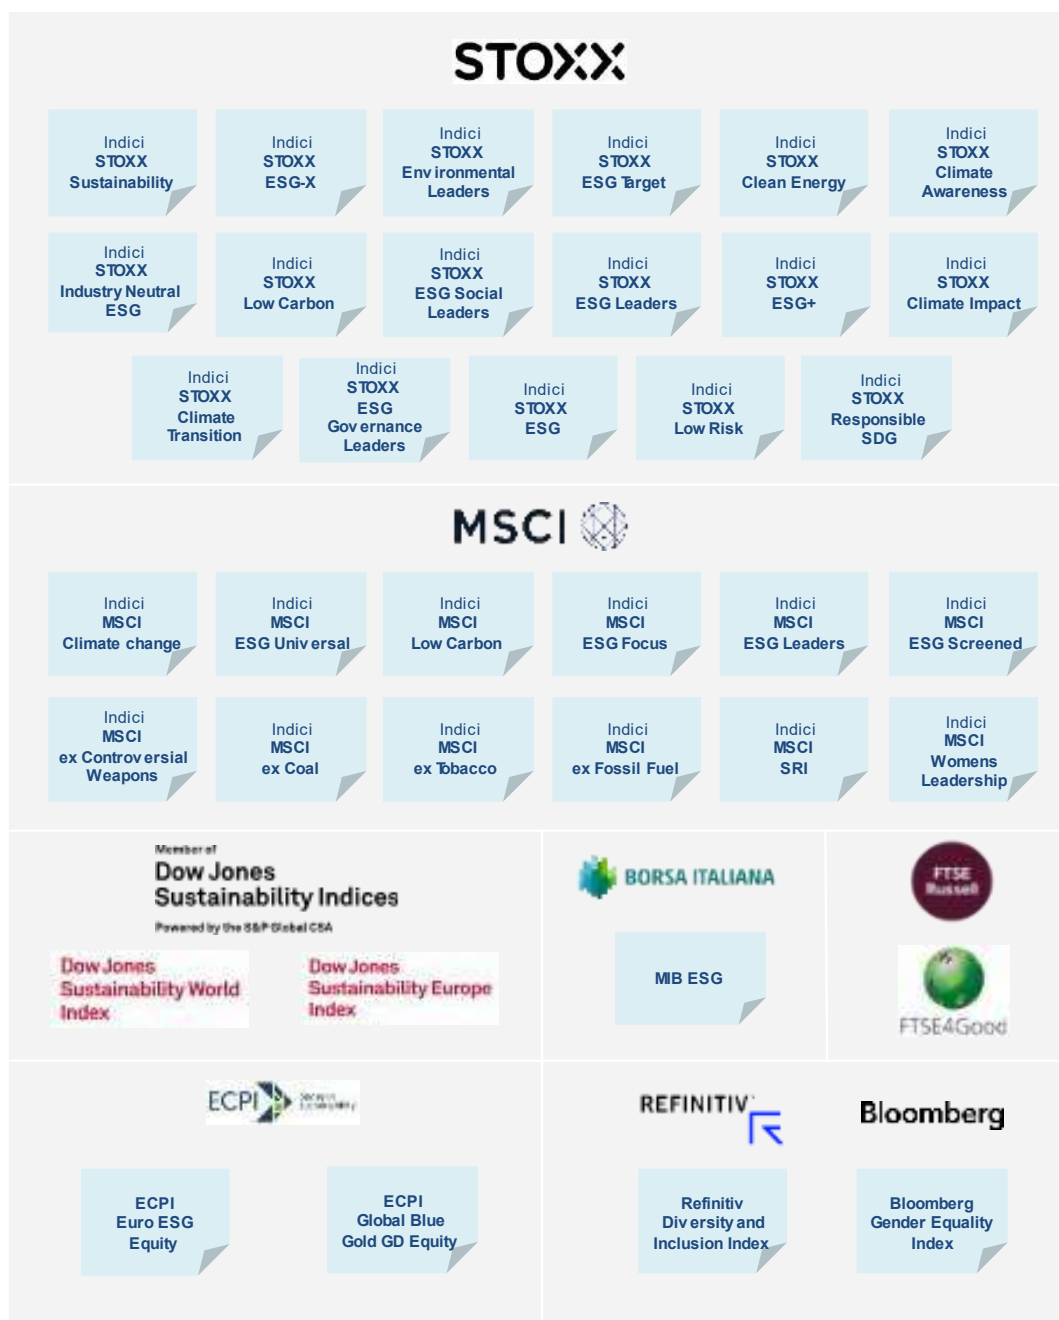 STOXX
Indici
STOXX
Sustainability
Indici
STOXX
ESG-X
Indici
STOXX
Environmental
Leaders
Indici
STOXX
ESG Target
Indici
STOXX
Clean Energy
Indici
STOXX
Climate
Awareness
Indici
STOXX
Industry Neutral
ESG
Indici
STOXX
Low Carbon
Indici
STOXX
ESG Social
Leaders
Indici
STOXX
ESG Leaders
Indici
STOXX
ESG+
Indici
STOXX
Climate Impact
Indici
STOXX
Climate
Transition
Indici
STOXX
ESG
Governance
Leaders
Indici
STOXX
ESG
Indici
STOXX
Low Risk
Indici
STOXX
Responsible
SDG
MSCI
Indici
MSCI
Climate change
Indici
MSCI
ESG Universal
Indici
MSCI
Low Carbon
Indici
MSCI
ESG Focus
Indici
MSCI
ESG Leaders
Indici
MSCI
ESG Screened
Indici
MSCI
ex Controversial
Weapons
Indici
MSCI
ex Coal
Indici
MSCI
ex Tobacco
Indici
MSCI
ex Fossil Fuel
Indici
MSCI
SRI
Indici
MSCI
Womens
Leadership
Member of
Dow Jones
Sustainability Indices
Powered by the S&P Global CSA
Dow Jones
Sustainability World
Index
Dow Jones
Sustainability Europe
Index
BORSA ITALIANA
MIB ESG
FTSE
Russell
FTSE4Good
ECPI
ECPI
Euro ESG
Equity
ECPI
Global Blue
Gold GD Equity
REFINITIV
Refinitiv
Diversity and
Inclusion Index
Bloomberg
Bloomberg
Gender Equality
Index